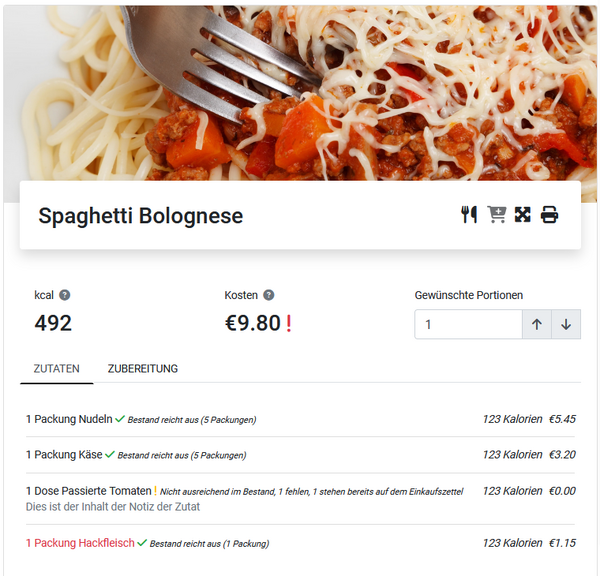 Spaghetti Bolognese
kcal
Kosten
Gewünschte Portionen
492
€9.80 !
1
ZUTATEN
ZUBEREITUNG
1 Packung Nudeln Bestand reicht aus (5 Packungen) 123 Kalorien €5.45
1 Packung Käse Bestand reicht aus (5 Packungen) 123 Kalorien €3.20
1 Dose Passierte Tomaten ! Nicht ausreichend im Bestand, 1 fehlen, 1 stehen bereits auf dem Einkaufszettel 123 Kalorien €0.00
Dies ist der Inhalt der Notiz der Zutat
1 Packung Hackfleisch Bestand reicht aus (1 Packung) 123 Kalorien €1.15